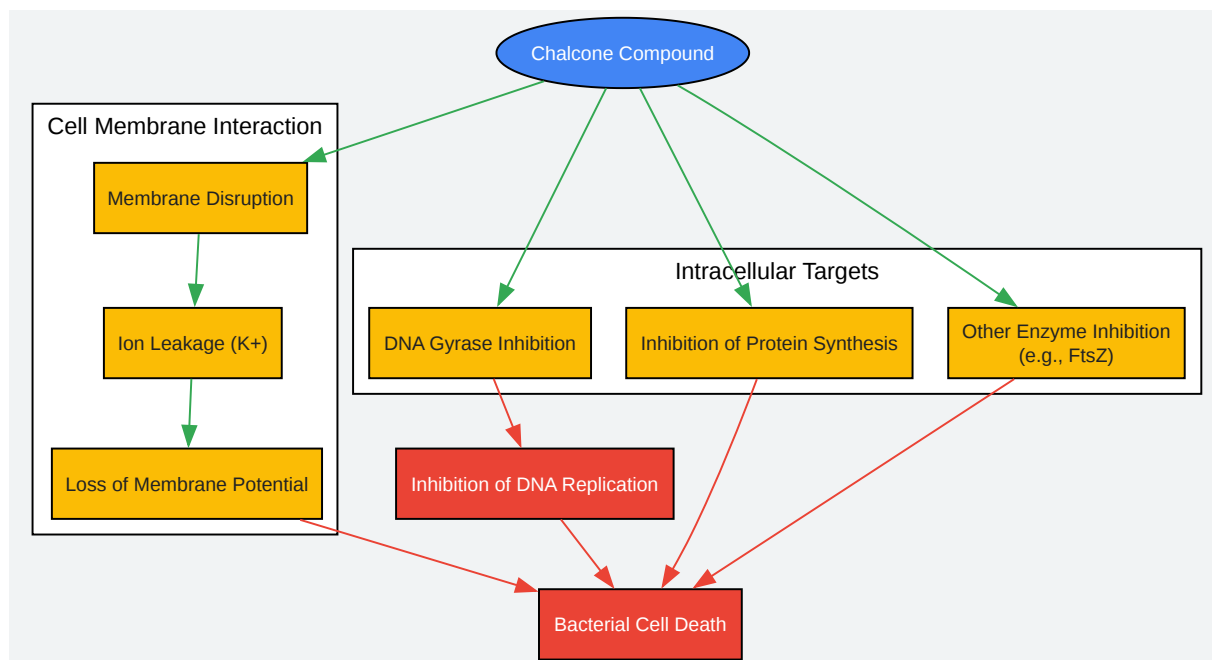 Chalcone Compound
Cell Membrane Interaction
Membrane Disruption
Ion Leakage (K+)
Loss of Membrane Potential
Intracellular Targets
DNA Gyrase Inhibition
Inhibition of Protein Synthesis
Other Enzyme Inhibition
(e.g., FtsZ)
Inhibition of DNA Replication
Bacterial Cell Death